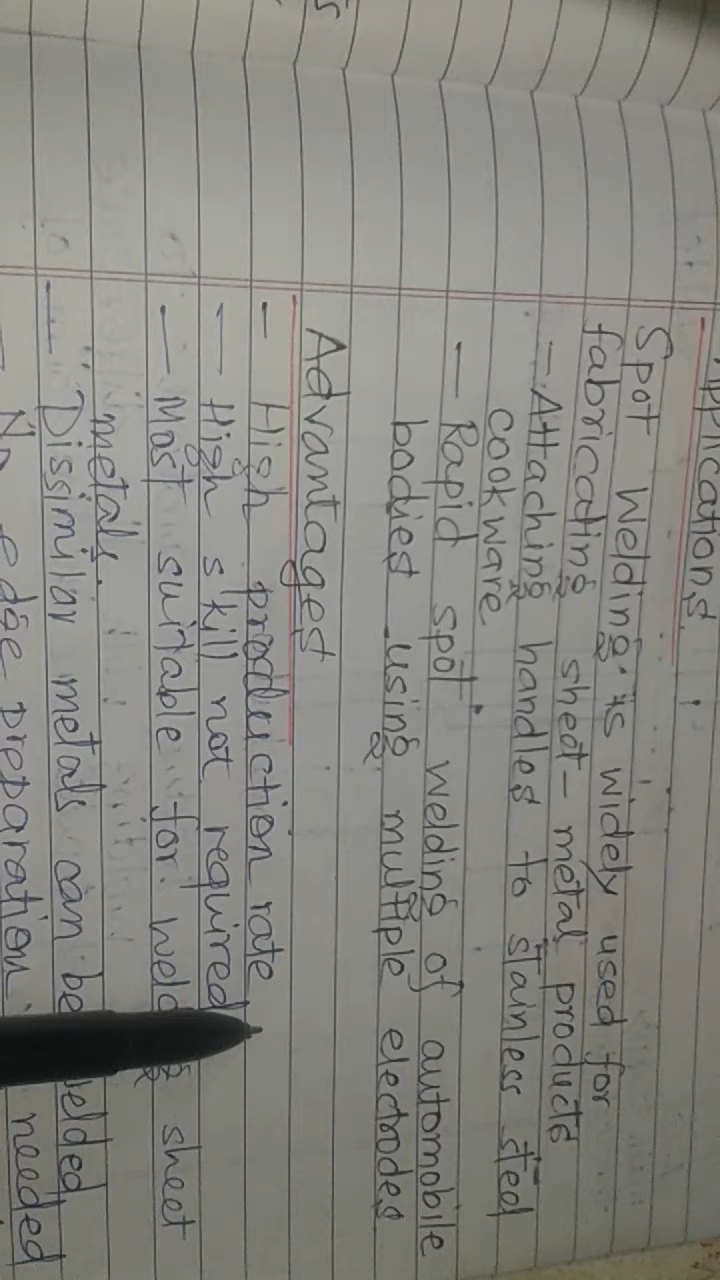 Applications
Spot welding is widely used for
fabricating sheet-metal products
- Attaching handles to stainless steel
cookware
- Rapid spot welding of automobile
bodies using multiple electrodes
Advantages
- High production rate
- High skill not required
- Most suitable for welding sheet
metals.
- Dissimilar metals can be welded
- No edge preparation needed